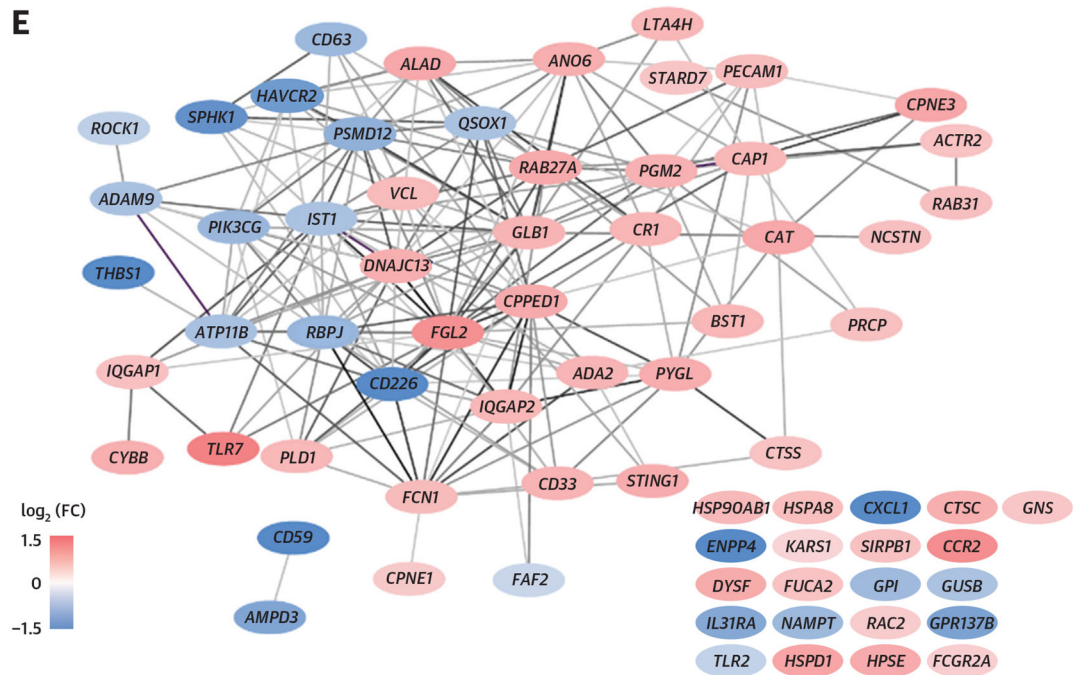 E
LTA4H
CD63
ALAD
ANO6
STARD7
PECAM1
HAVCR2
CPNE3
SPHK1
QSOX1
ROCK1
PSMD12
ACTR2
CAP1
RAB27A
PGM2
VCL
ADAM9
RAB31
IST1
PIK3CG
GLB1
CR1
CAT
NCSTN
DNAJC13
THBS1
CPPED1
BST1
PRCP
ATP11B
RBPJ
FGL2
IQGAP1
ADA2
PYGL
CD226
IQGAP2
CYBB
TLR7
PLD1
CTSS
FCN1
CD33
STING1
log2 (FC)
1.5
0
−1.5
CD59
CPNE1
FAF2
AMPD3
HSP90AB1 HSPA8 CXCL1 CTSC GNS
ENPP4 KARS1 SIRPB1 CCR2
DYSF FUCA2 GPI GUSB
IL31RA NAMPT RAC2 GPR137B
TLR2 HSPD1 HPSE FCGR2A